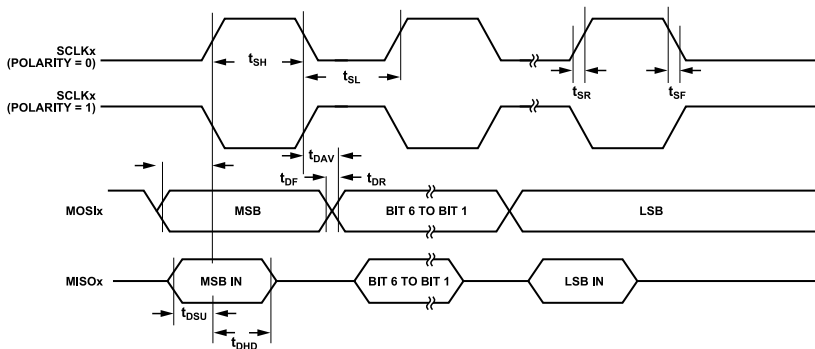 SCLKx
(POLARITY = 0)
tSH
tSL
tSR
tSF
SCLKx
(POLARITY = 1)
tDAV
tDF
tDR
MOSIx
MSB
BIT 6 TO BIT 1
LSB
MISOx
MSB IN
BIT 6 TO BIT 1
LSB IN
tDSU
tDHD